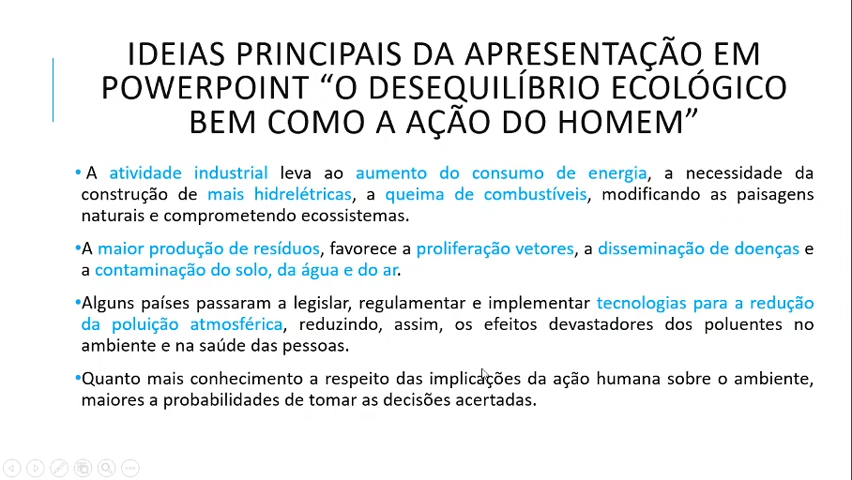 IDEIAS PRINCIPAIS DA APRESENTAÇÃO EM
POWERPOINT “O DESEQUILÍBRIO ECOLÓGICO
BEM COMO A AÇÃO DO HOMEM”
• A atividade industrial leva ao aumento do consumo de energia, a necessidade da
construção de mais hidrelétricas, a queima de combustíveis, modificando as paisagens
naturais e comprometendo ecossistemas.
•A maior produção de resíduos, favorece a proliferação vetores, a disseminação de doenças e
a contaminação do solo, da água e do ar.
•Alguns países passaram a legislar, regulamentar e implementar tecnologias para a redução
da poluição atmosférica, reduzindo, assim, os efeitos devastadores dos poluentes no
ambiente e na saúde das pessoas.
•Quanto mais conhecimento a respeito das implicações da ação humana sobre o ambiente,
maiores a probabilidades de tomar as decisões acertadas.